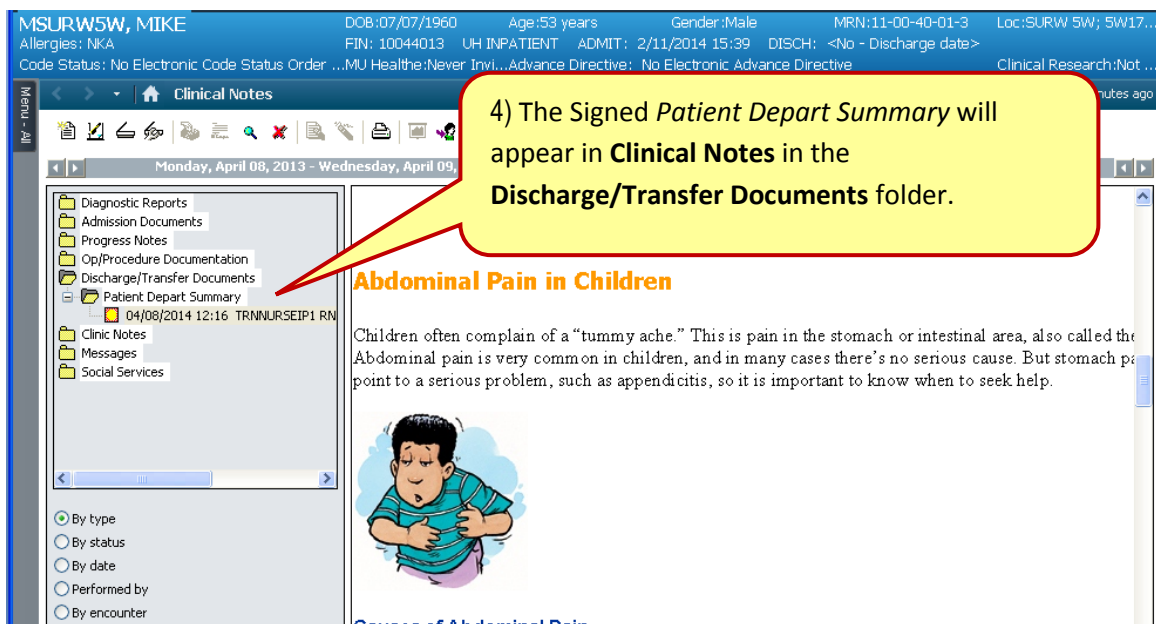 MSURW5W, MIKE DOB:07/07/1960 Age:53 years Gender:Male MRN:11-00-40-01-3 Loc:SURW 5W; 5W17...
Allergies: NKA FIN: 10044013 UH INPATIENT ADMIT: 2/11/2014 15:39 DISCH: <No - Discharge date>
Code Status: No Electronic Code Status Order ...MU Healthe:Never Invi...Advance Directive: No Electronic Advance Directive Clinical Research:Not ...
Menu - All
Clinical Notes
nutes ago
4) The Signed Patient Depart Summary will
appear in Clinical Notes in the
Discharge/Transfer Documents folder.
Monday, April 08, 2013 - Wednesday, April 09,
Diagnostic Reports
Admission Documents
Progress Notes
Op/Procedure Documentation
Discharge/Transfer Documents
Patient Depart Summary
04/08/2014 12:16 TRNNURSEIP1 RN
Clinic Notes
Messages
Social Services
By type
By status
By date
Performed by
By encounter
Abdominal Pain in Children
Children often complain of a “tummy ache.” This is pain in the stomach or intestinal area, also called the
Abdominal pain is very common in children, and in many cases there’s no serious cause. But stomach pa
point to a serious problem, such as appendicitis, so it is important to know when to seek help.
Causes of Abdominal Pain